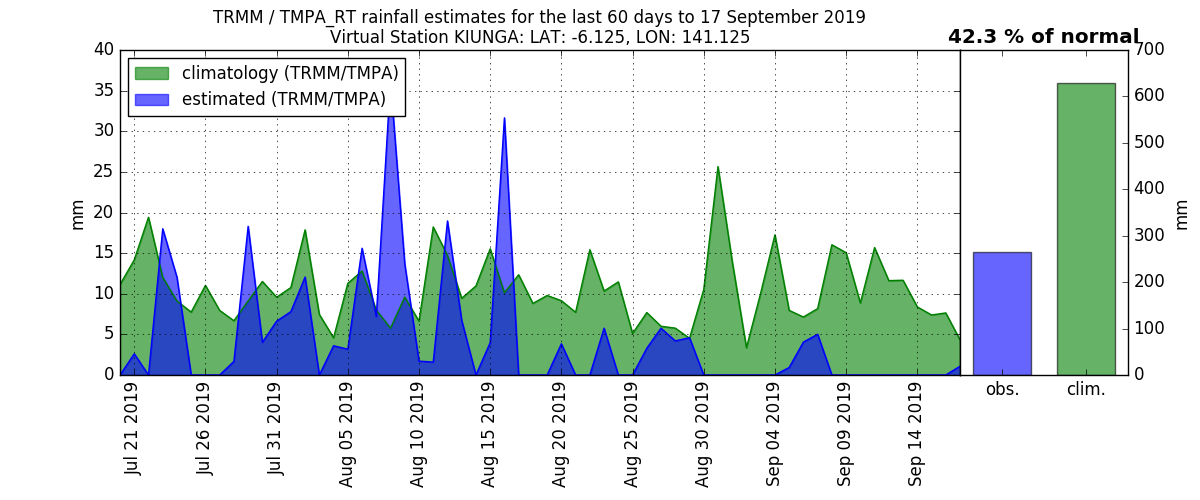 TRMM / TMPA_RT rainfall estimates for the last 60 days to 17 September 2019
Virtual Station KIUNGA: LAT: -6.125, LON: 141.125
42.3 % of normal
climatology (TRMM/TMPA)
estimated (TRMM/TMPA)
mm
40
35
30
25
20
15
10
5
0
Jul 21 2019
Jul 26 2019
Jul 31 2019
Aug 05 2019
Aug 10 2019
Aug 15 2019
Aug 20 2019
Aug 25 2019
Aug 30 2019
Sep 04 2019
Sep 09 2019
Sep 14 2019
obs.
clim.
700
600
500
400
300
200
100
0
mm